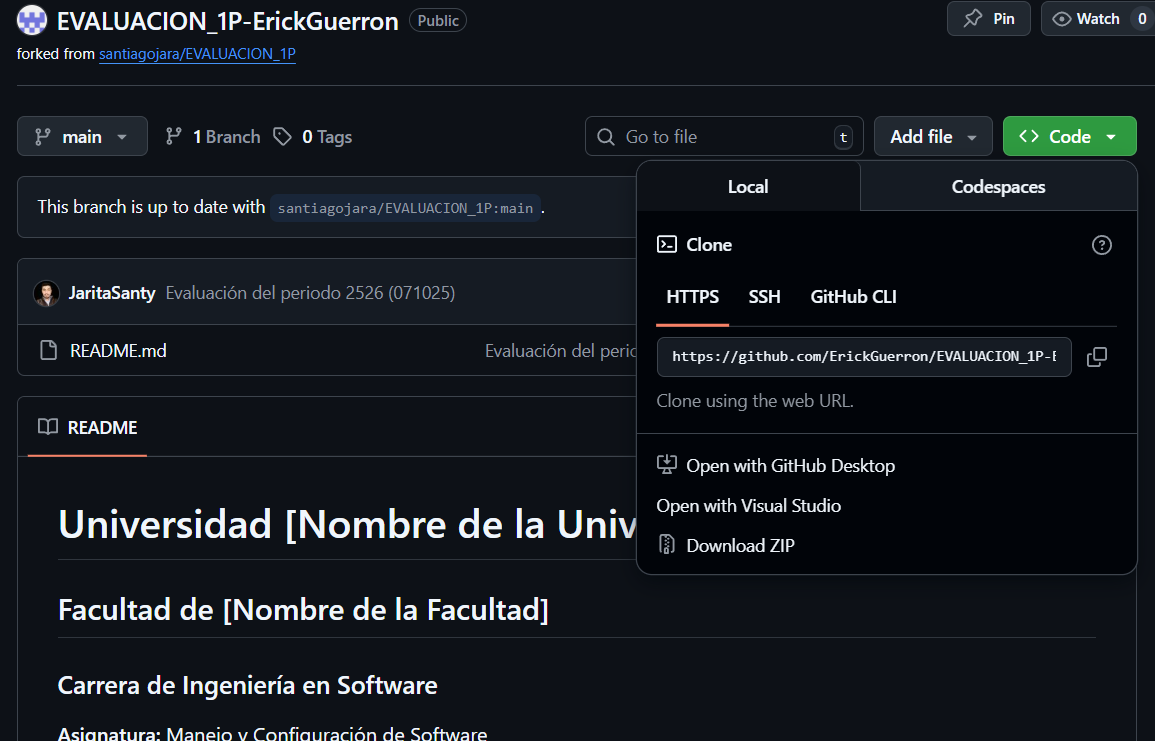 EVALUACION_1P-ErickGuerron Public Pin Watch 0
forked from santiagojara/EVALUACION_1P
main 1 Branch 0 Tags Go to file t Add file Code
Local Codespaces
This branch is up to date with santiagojara/EVALUACION_1P:main .
Clone
JaritaSanty Evaluación del periodo 2526 (071025)
HTTPS SSH GitHub CLI
README.md Evaluación del
https://github.com/ErickGuerron/EVALUACION_1P-E
Clone using the web URL.
README
Open with GitHub Desktop
Open with Visual Studio
Download ZIP
Universidad [Nombre de la
Facultad de [Nombre de la Facultad]
Carrera de Ingeniería en Software
Asignatura: Manejo y Configuración de Software